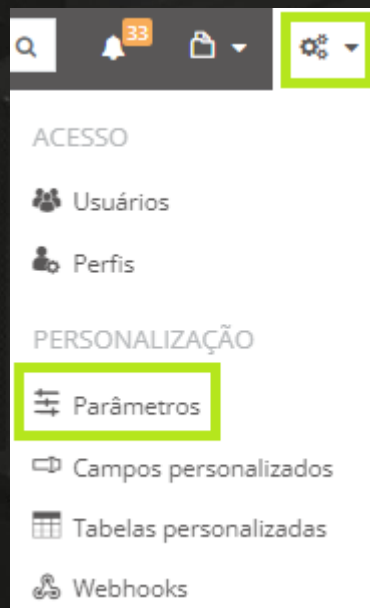 33
ACESSO
Usuários
Perfis
PERSONALIZAÇÃO
Parâmetros
Campos personalizados
Tabelas personalizadas
Webhooks